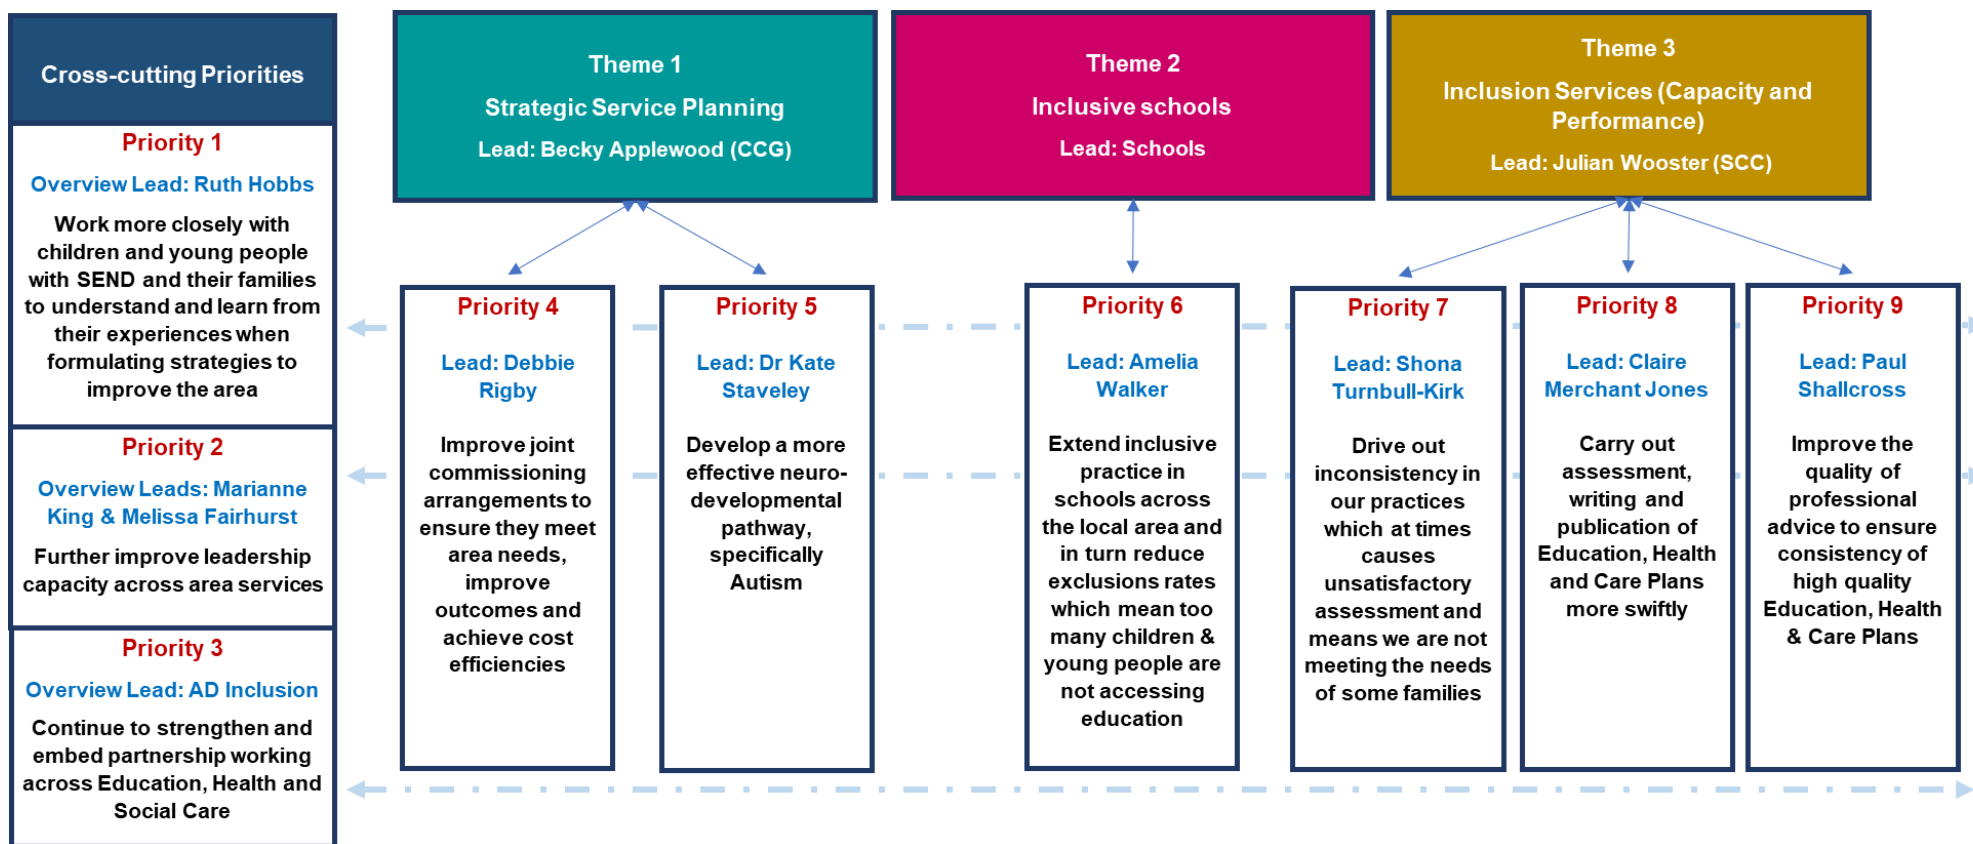 Cross-cutting Priorities
Priority 1
Overview Lead: Ruth Hobbs
Work more closely with
children and young people
with SEND and their families
to understand and learn from
their experiences when
formulating strategies to
improve the area
Priority 2
Overview Leads: Marianne
King & Melissa Fairhurst
Further improve leadership
capacity across area services
Priority 3
Overview Lead: AD Inclusion
Continue to strengthen and
embed partnership working
across Education, Health and
Social Care
Theme 1
Strategic Service Planning
Lead: Becky Applewood (CCG)
Theme 2
Inclusive schools
Lead: Schools
Theme 3
Inclusion Services (Capacity and
Performance)
Lead: Julian Wooster (SCC)
Priority 4
Lead: Debbie
Rigby
Improve joint
commissioning
arrangements to
ensure they meet
area needs,
improve
outcomes and
achieve cost
efficiencies
Priority 5
Lead: Dr Kate
Staveley
Develop a more
effective neuro-
developmental
pathway,
specifically
Autism
Priority 6
Lead: Amelia
Walker
Extend inclusive
practice in
schools across
the local area and
in turn reduce
exclusions rates
which mean too
many children &
young people are
not accessing
education
Priority 7
Lead: Shona
Turnbull-Kirk
Drive out
inconsistency in
our practices
which at times
causes
unsatisfactory
assessment and
means we are not
meeting the needs
of some families
Priority 8
Lead: Claire
Merchant Jones
Carry out
assessment,
writing and
publication of
Education, Health
and Care Plans
more swiftly
Priority 9
Lead: Paul
Shallcross
Improve the
quality of
professional
advice to ensure
consistency of
high quality
Education, Health
& Care Plans